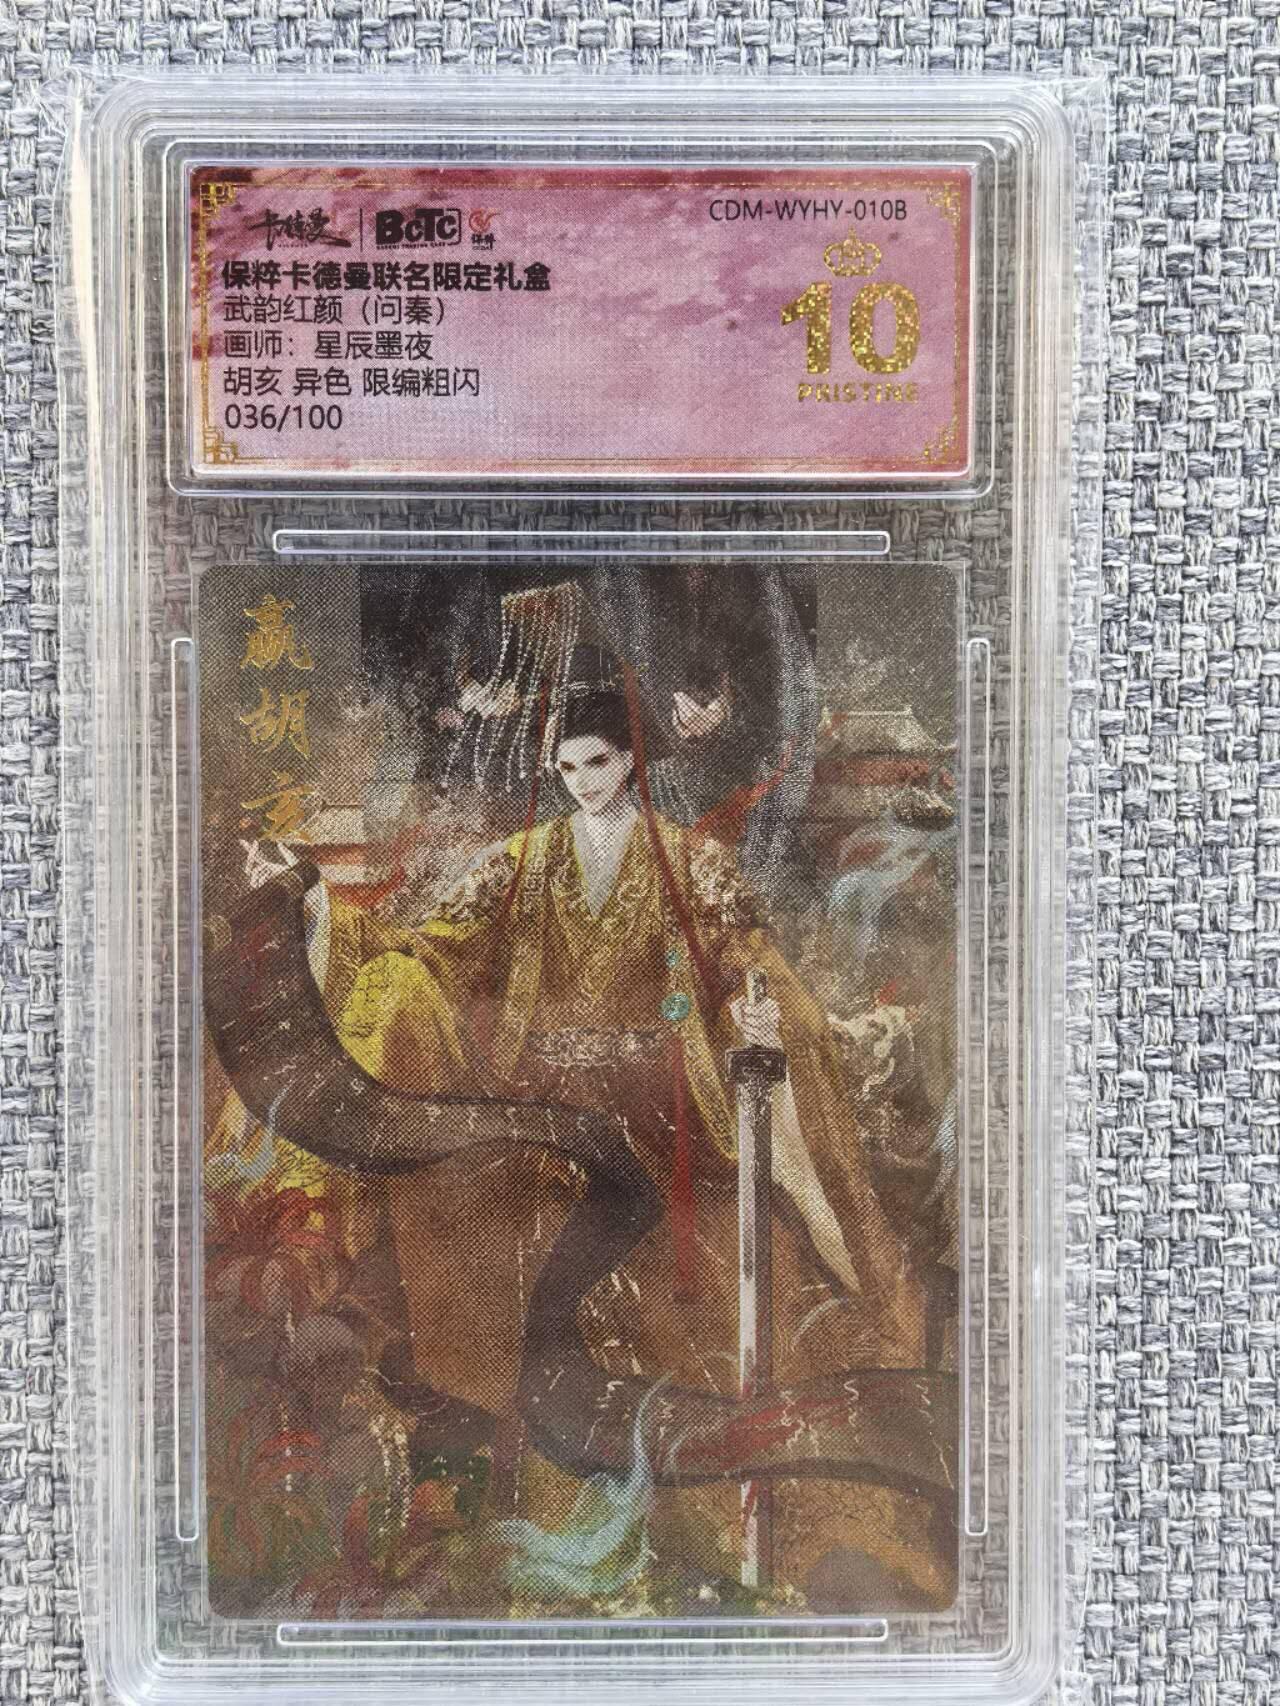 卡德曼 BCTC 保粹
CDM-WYHY-010B
保粹卡德曼联名限定礼盒
武韵红颜（问秦）
画师：星辰墨夜
胡亥 异色 限编粗闪
036/100
10
PRISTINE
嬴胡亥